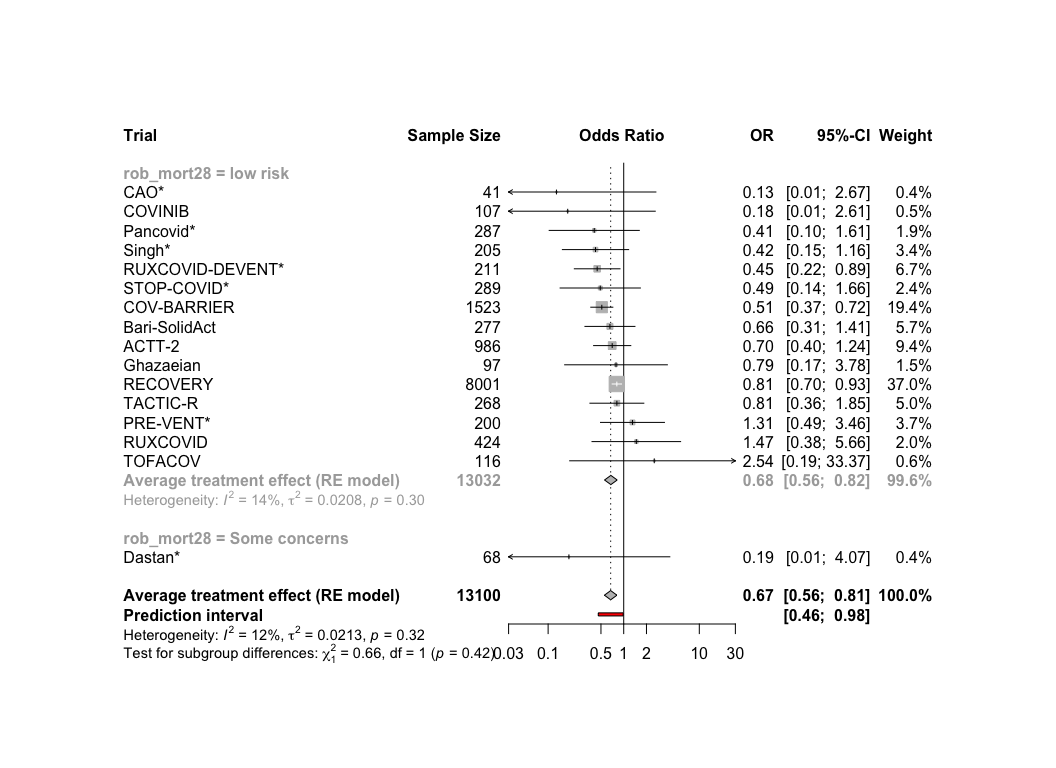 Trial Sample Size Odds Ratio OR 95%-CI Weight
rob_mort28 = low risk
CAO* 41 0.13 [0.01; 2.67] 0.4%
COVINIB 107 0.18 [0.01; 2.61] 0.5%
Pancovid* 287 0.41 [0.10; 1.61] 1.9%
Singh* 205 0.42 [0.15; 1.16] 3.4%
RUXCOVID-DEVENT* 211 0.45 [0.22; 0.89] 6.7%
STOP-COVID* 289 0.49 [0.14; 1.66] 2.4%
COV-BARRIER 1523 0.51 [0.37; 0.72] 19.4%
Bari-SolidAct 277 0.66 [0.31; 1.41] 5.7%
ACTT-2 986 0.70 [0.40; 1.24] 9.4%
Ghazaeian 97 0.79 [0.17; 3.78] 1.5%
RECOVERY 8001 0.81 [0.70; 0.93] 37.0%
TACTIC-R 268 0.81 [0.36; 1.85] 5.0%
PRE-VENT* 200 1.31 [0.49; 3.46] 3.7%
RUXCOVID 424 1.47 [0.38; 5.66] 2.0%
TOFACOV 116 2.54 [0.19; 33.37] 0.6%
Average treatment effect (RE model) 13032 0.68 [0.56; 0.82] 99.6%
Heterogeneity: I² = 14%, τ² = 0.0208, p = 0.30
rob_mort28 = Some concerns
Dastan* 68 0.19 [0.01; 4.07] 0.4%
Average treatment effect (RE model) 13100 0.67 [0.56; 0.81] 100.0%
Prediction interval [0.46; 0.98]
Heterogeneity: I² = 12%, τ² = 0.0213, p = 0.32
Test for subgroup differences: χ₁² = 0.66, df = 1 (p = 0.42) 0.03 0.1 0.5 1 2 10 30